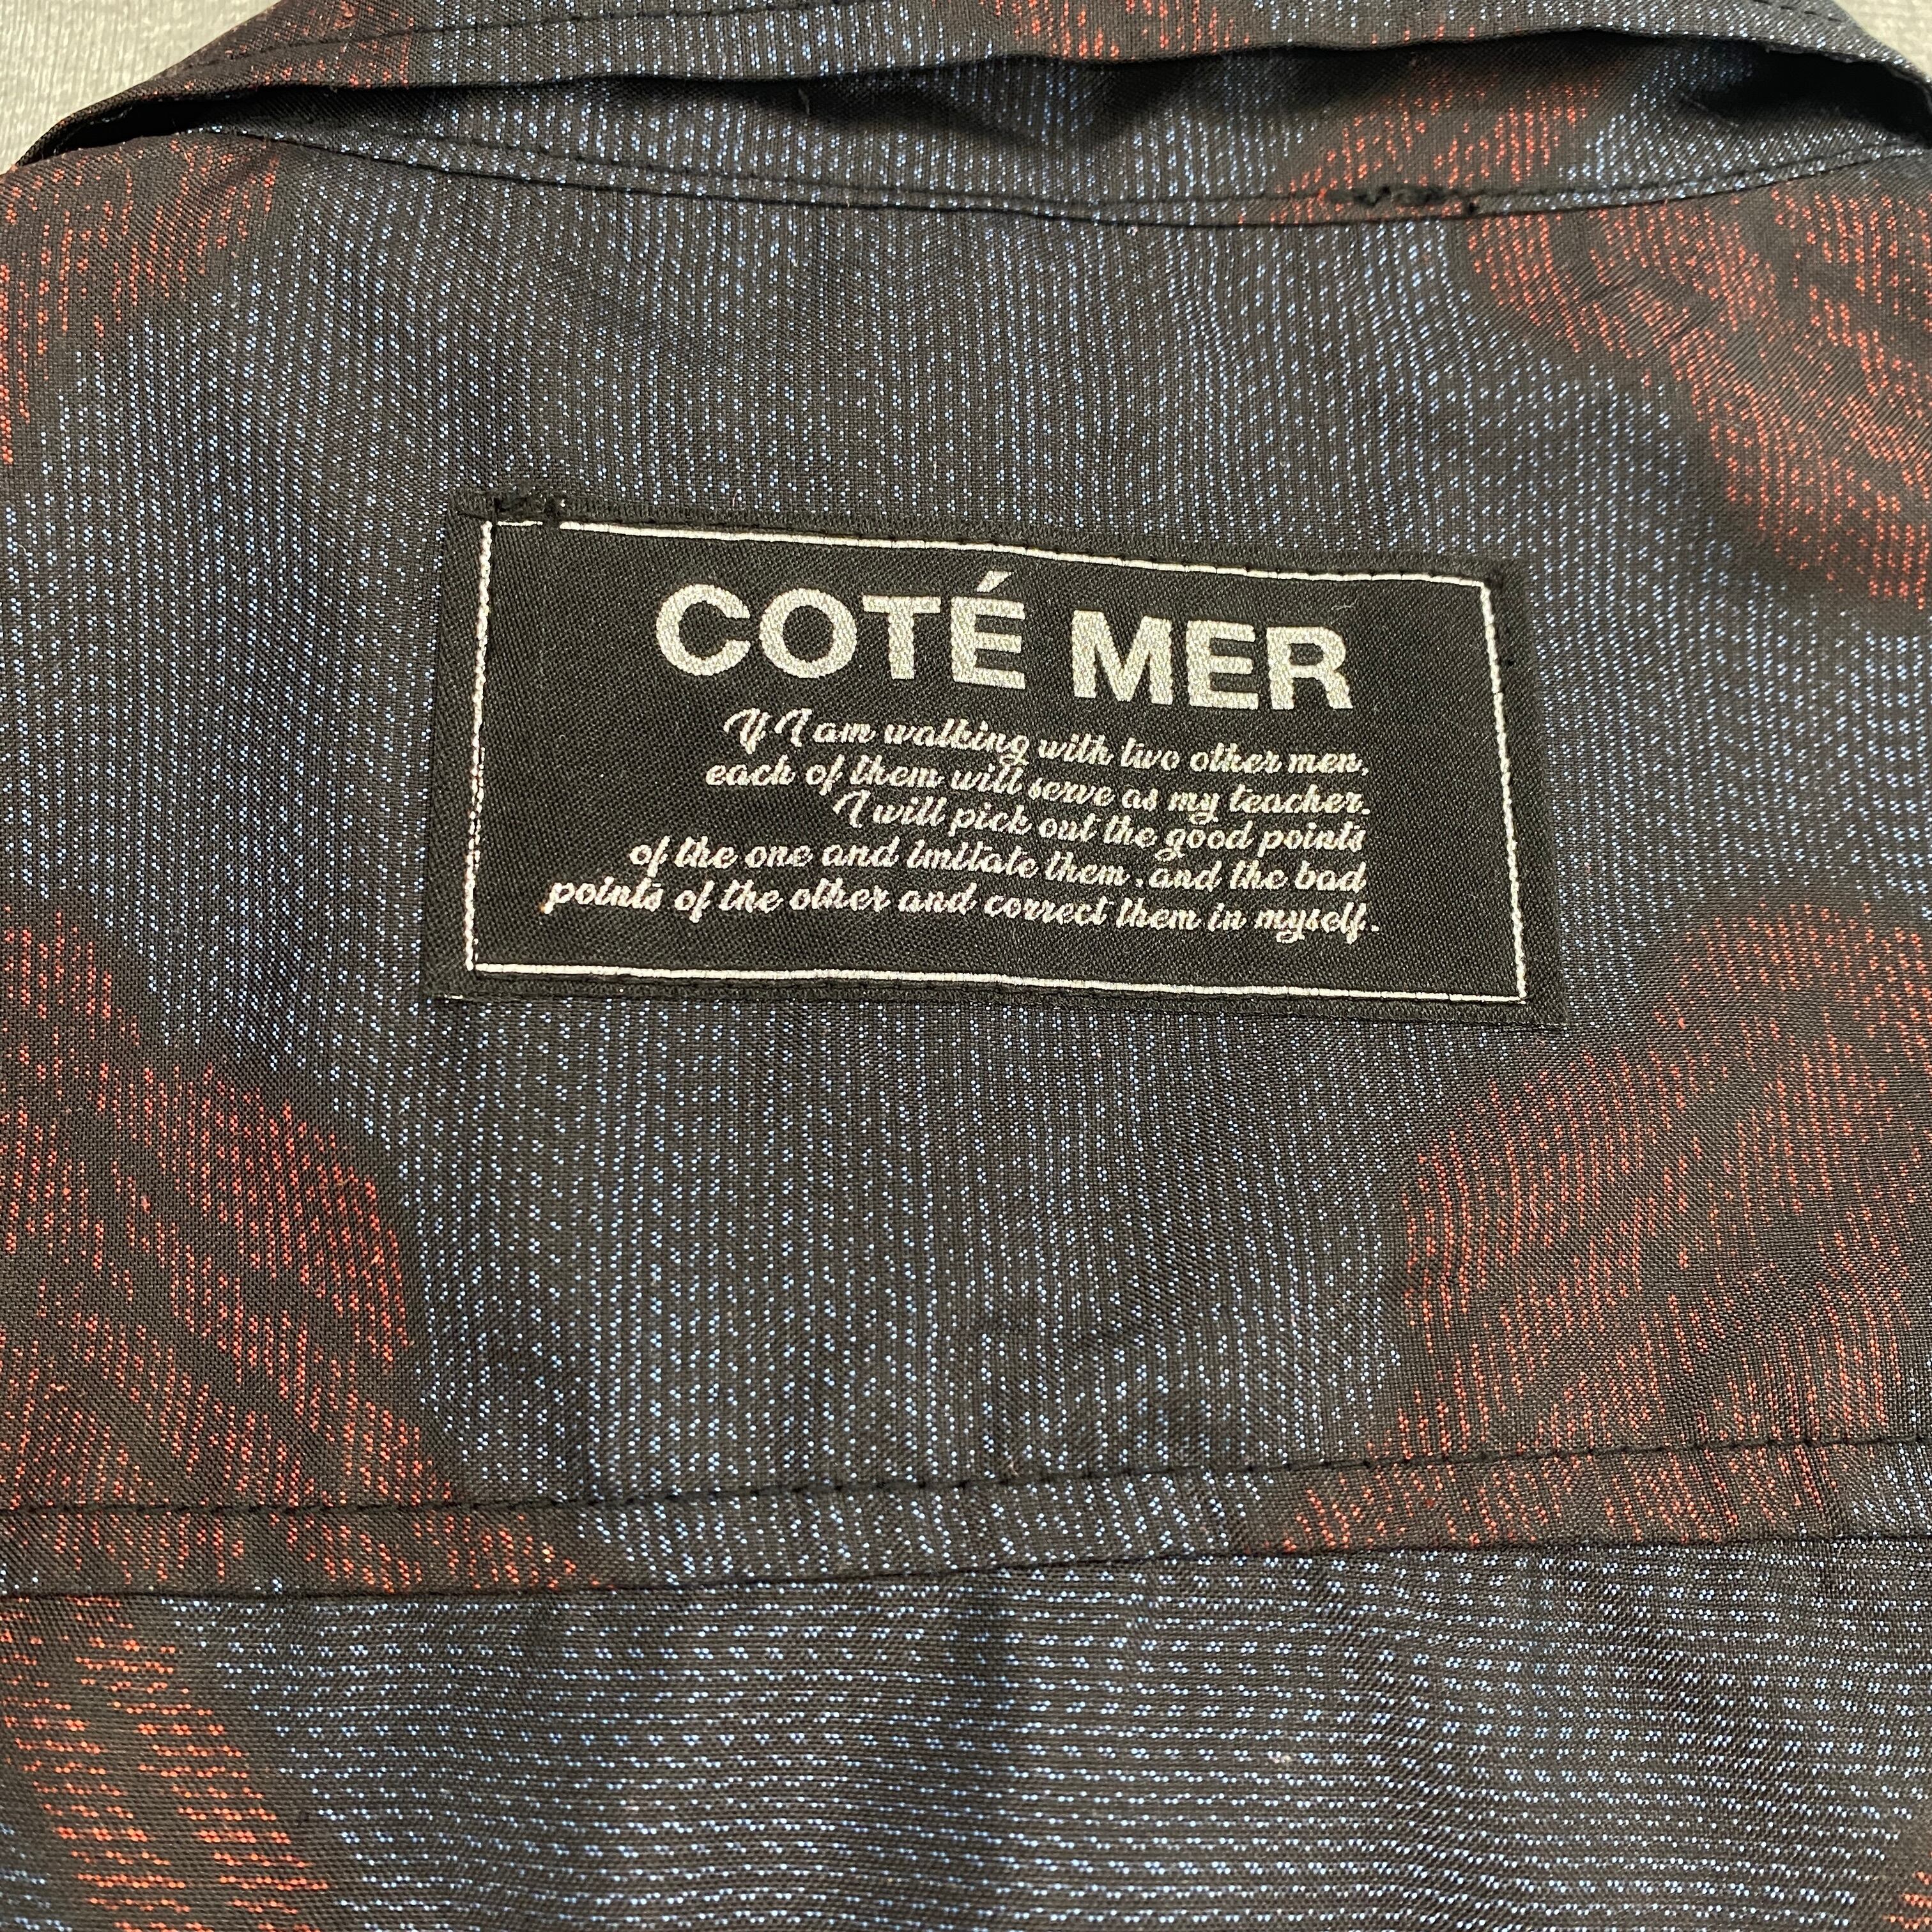 COTÉ MER
If I am walking with two other men,
each of them will serve as my teacher.
I will pick out the good points
of the one and imitate them .and the bad
points of the other and correct them in myself.